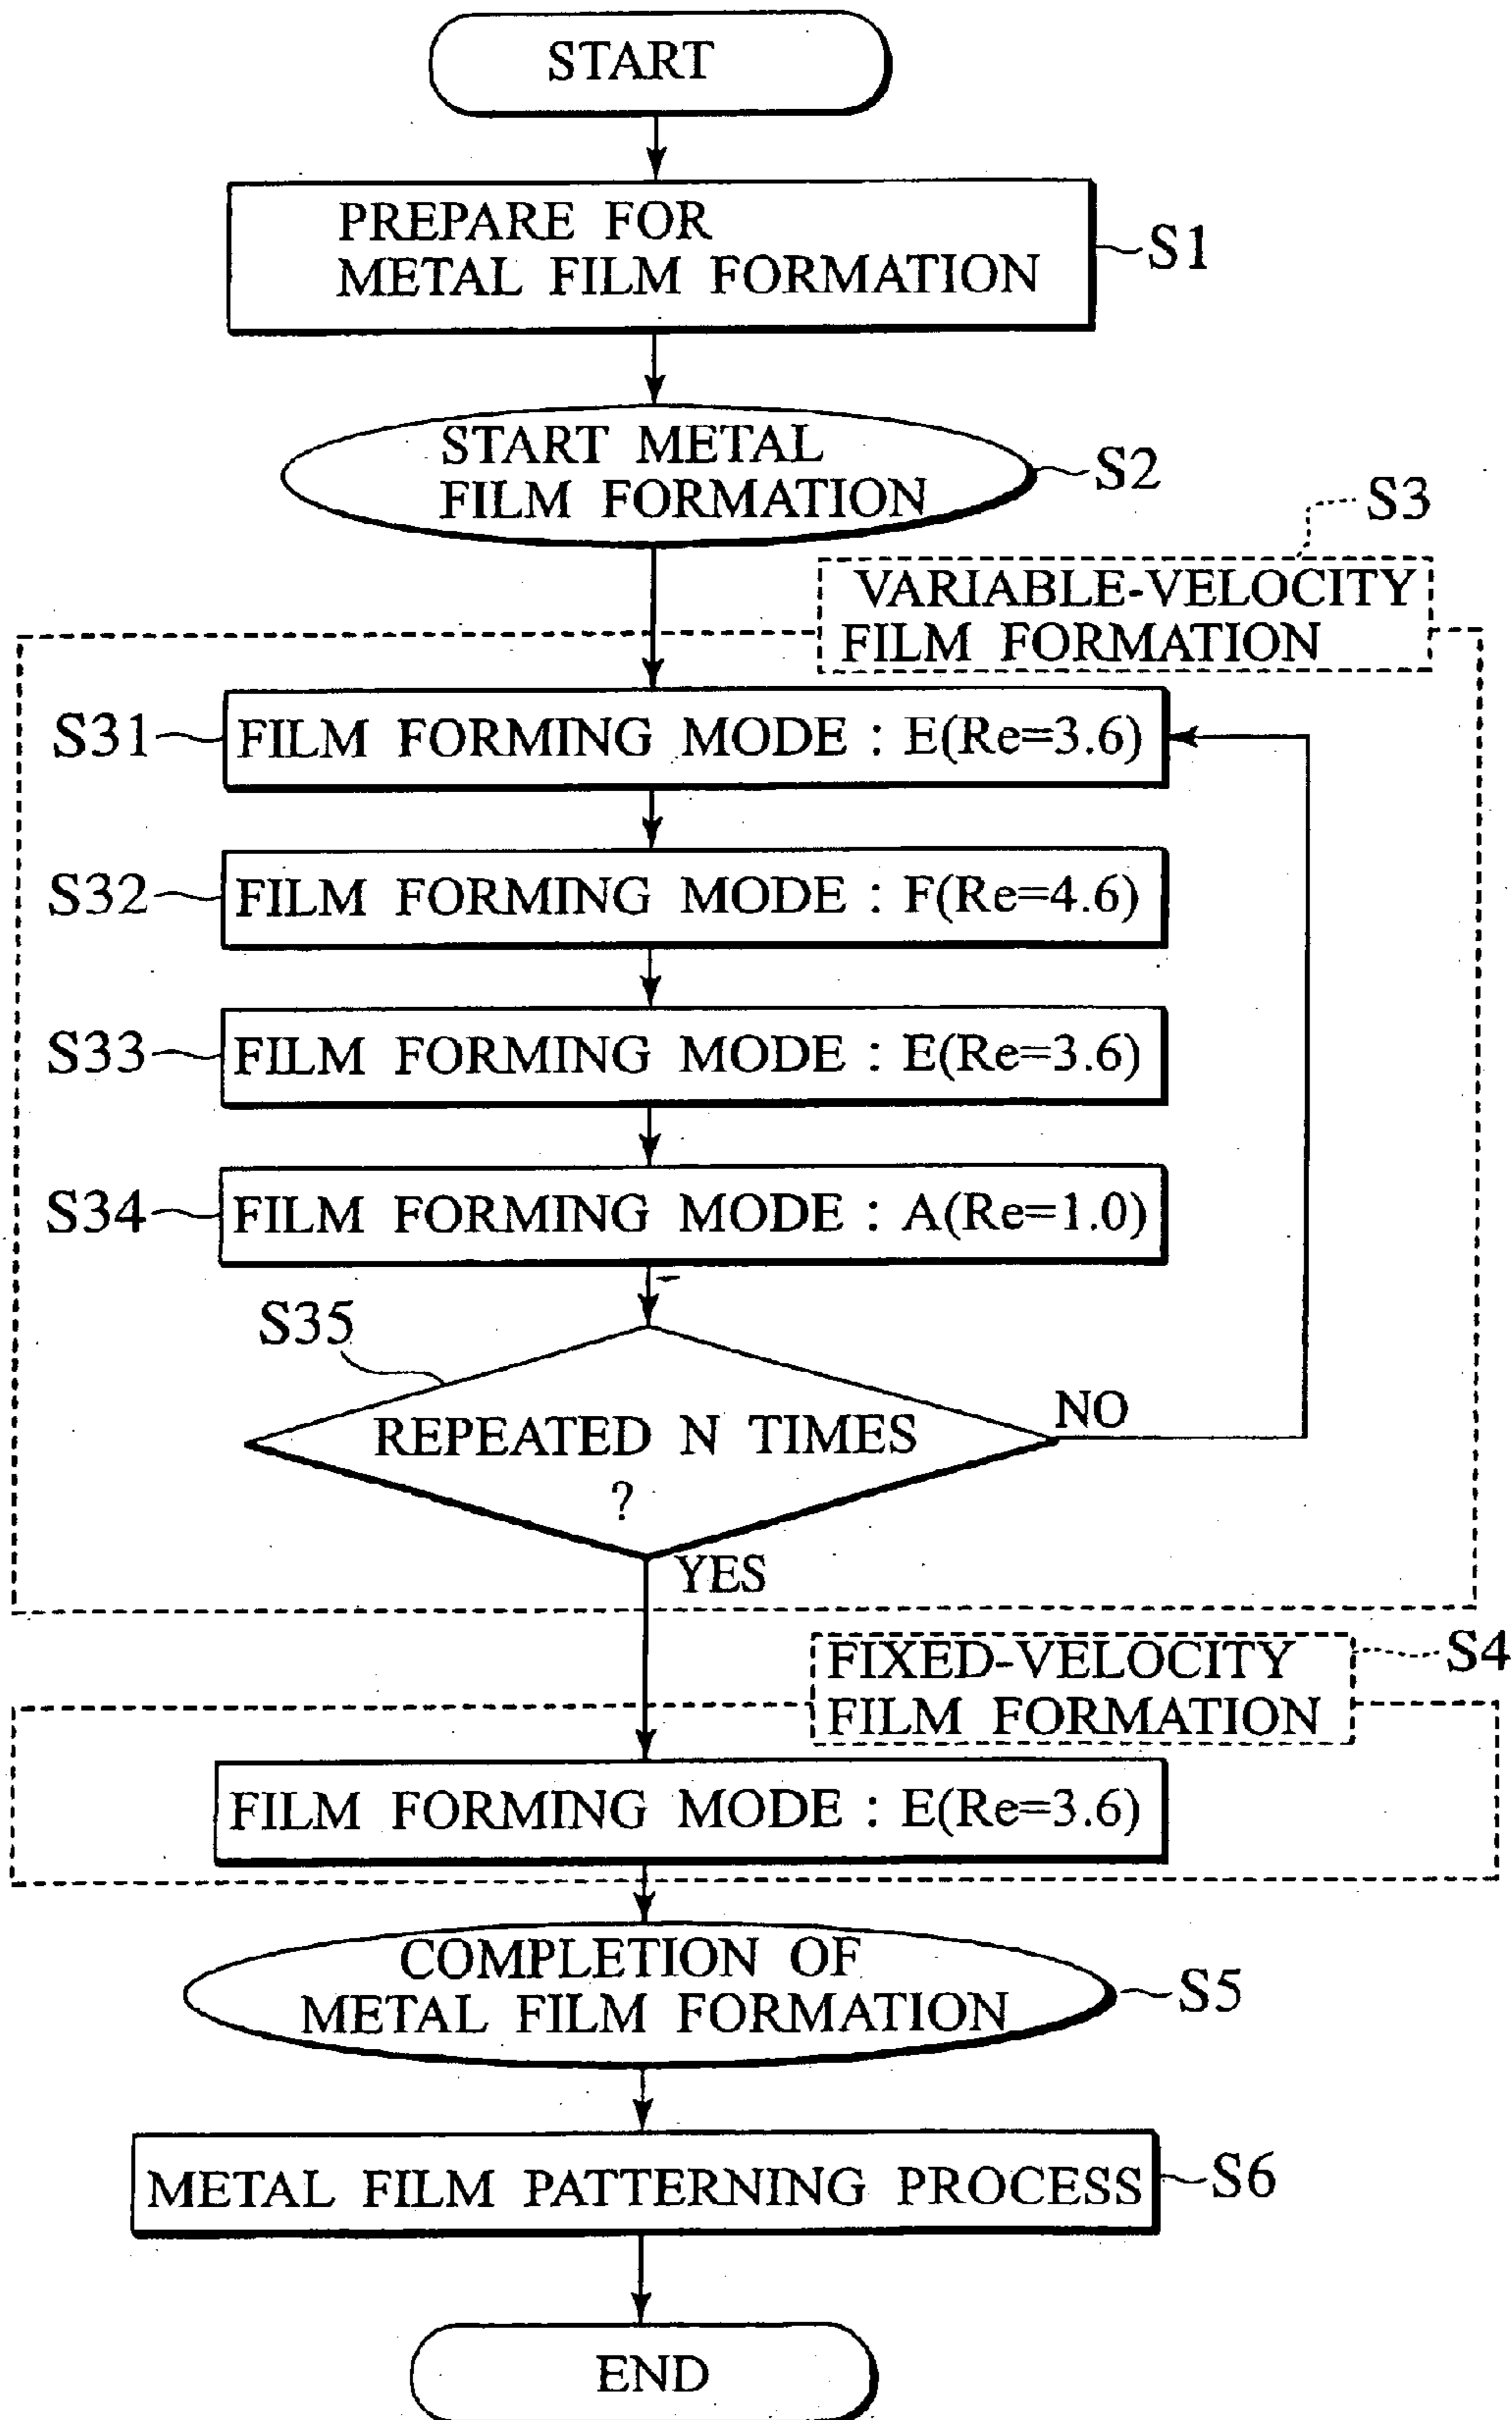 START
PREPARE FOR
METAL FILM FORMATION
S1
START METAL
FILM FORMATION
S2
S3
VARIABLE-VELOCITY
FILM FORMATION
S31
FILM FORMING MODE : E(Re=3.6)
S32
FILM FORMING MODE : F(Re=4.6)
S33
FILM FORMING MODE : E(Re=3.6)
S34
FILM FORMING MODE : A(Re=1.0)
S35
REPEATED N TIMES
?
NO
YES
S4
FIXED-VELOCITY
FILM FORMATION
FILM FORMING MODE : E(Re=3.6)
COMPLETION OF
METAL FILM FORMATION
S5
METAL FILM PATTERNING PROCESS
S6
END